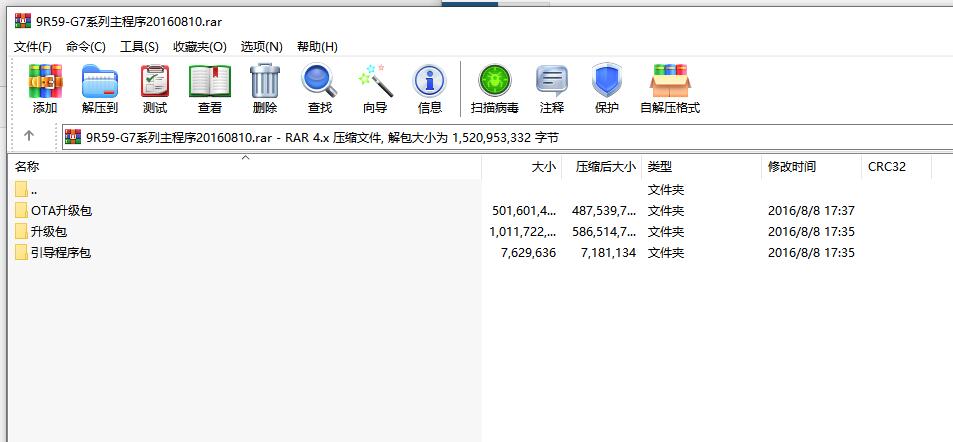 9R59-G7系列主程序20160810.rar
文件(F) 命令(C) 工具(S) 收藏夹(O) 选项(N) 帮助(H)
添加 解压到 测试 查看 删除 查找 向导 信息 扫描病毒 注释 保护 自解压格式
9R59-G7系列主程序20160810.rar - RAR 4.x 压缩文件, 解包大小为 1,520,953,332 字节
名称 大小 压缩后大小 类型 修改时间 CRC32
.. 文件夹
OTA升级包 501,601,4... 487,539,7... 文件夹 2016/8/8 17:37
升级包 1,011,722,... 586,514,7... 文件夹 2016/8/8 17:35
引导程序包 7,629,636 7,181,134 文件夹 2016/8/8 17:35